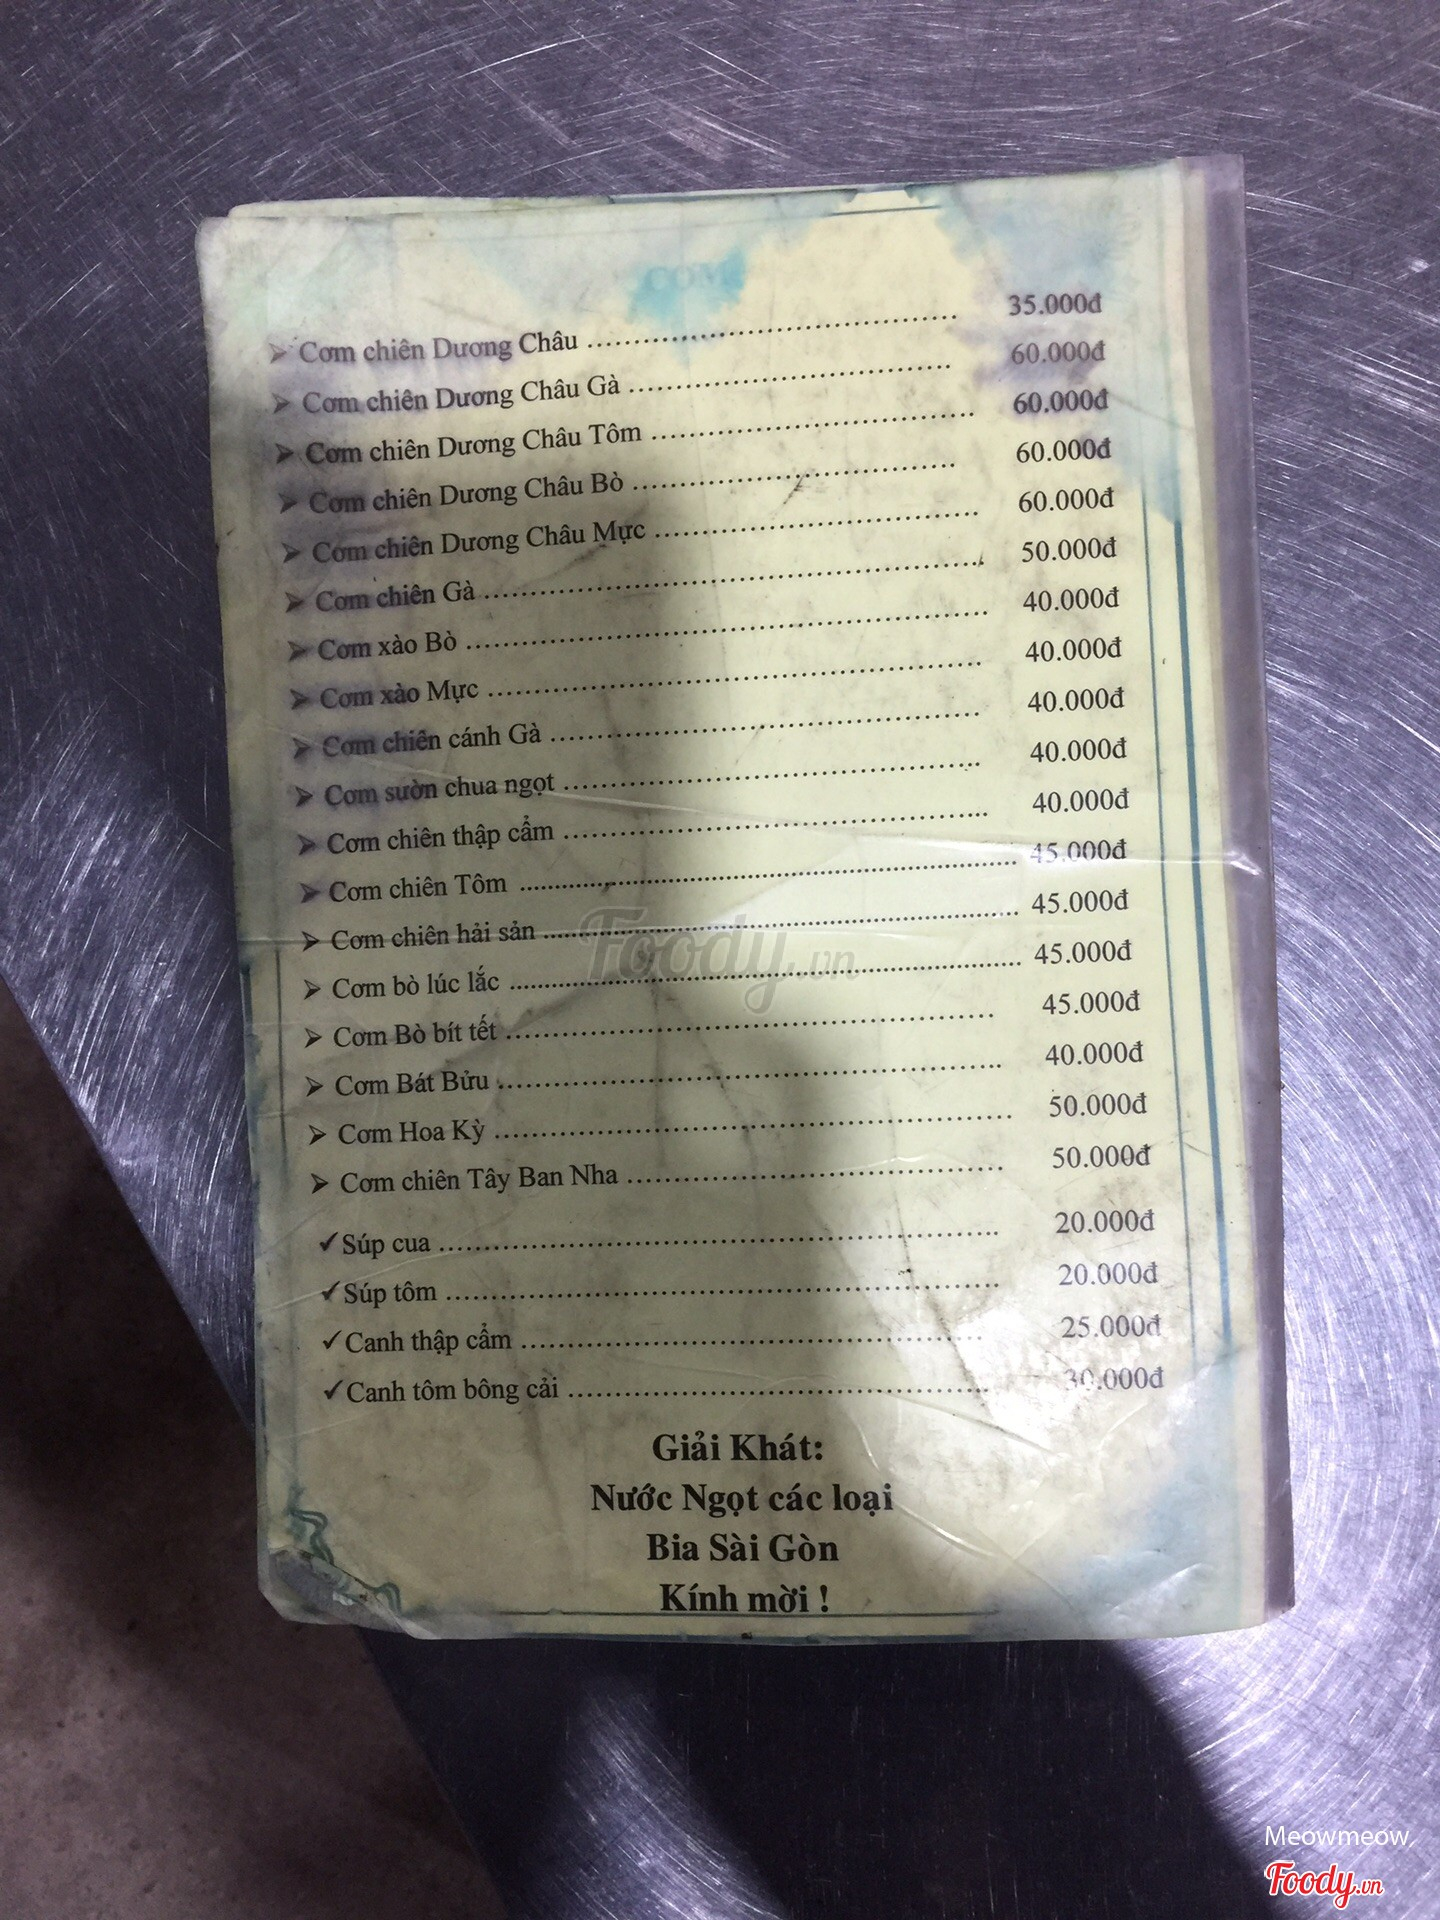 CƠM
➢ Cơm chiên Dương Châu ........................................ 35.000đ
➢ Cơm chiên Dương Châu Gà ................................... 60.000đ
➢ Cơm chiên Dương Châu Tôm ................................... 60.000đ
➢ Cơm chiên Dương Châu Bò ................................... 60.000đ
➢ Cơm chiên Dương Châu Mực ................................... 60.000đ
➢ Cơm chiên Gà ..................................................... 50.000đ
➢ Cơm xào Bò ........................................................ 40.000đ
➢ Cơm xào Mực ..................................................... 40.000đ
➢ Cơm chiên cánh Gà .............................................. 40.000đ
➢ Cơm sườn chua ngọt ............................................. 40.000đ
➢ Cơm chiên thập cẩm ............................................. 40.000đ
➢ Cơm chiên Tôm .................................................. 45.000đ
➢ Cơm chiên hải sản ............................................... 45.000đ
➢ Cơm bò lúc lắc ................................................... 45.000đ
➢ Cơm Bò bít tết ................................................... 45.000đ
➢ Cơm Bát Bửu ..................................................... 40.000đ
➢ Cơm Hoa Kỳ ...................................................... 50.000đ
➢ Cơm chiên Tây Ban Nha ........................................ 50.000đ
✓ Súp cua ............................................................ 20.000đ
✓ Súp tôm ............................................................ 20.000đ
✓ Canh thập cẩm .................................................... 25.000đ
✓ Canh tôm bông cải ............................................... 30.000đ
Giải Khát:
Nước Ngọt các loại
Bia Sài Gòn
Kính mời !
Foody.vn
Meowmeow,
Foody.vn